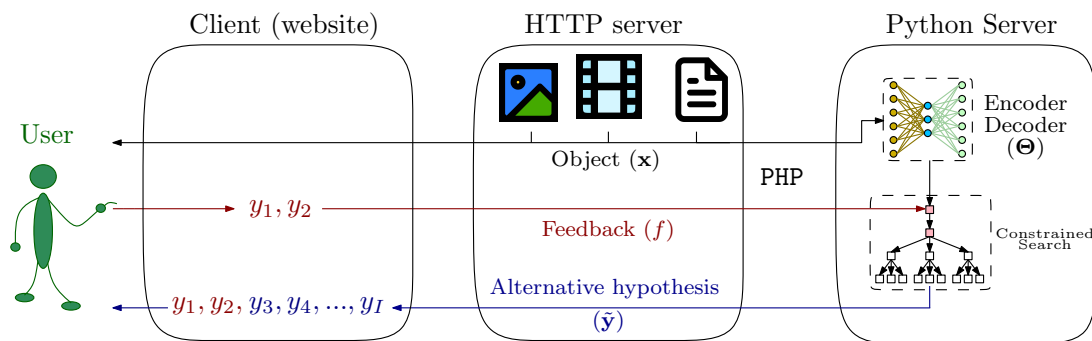 Client (website)
HTTP server
Python Server
User
Encoder
Decoder
(Θ)
Object (x)
PHP
y₁, y₂
Feedback (f)
Constrained
Search
Alternative hypothesis
y₁, y₂, y₃, y₄, ..., y_I
(ỹ)